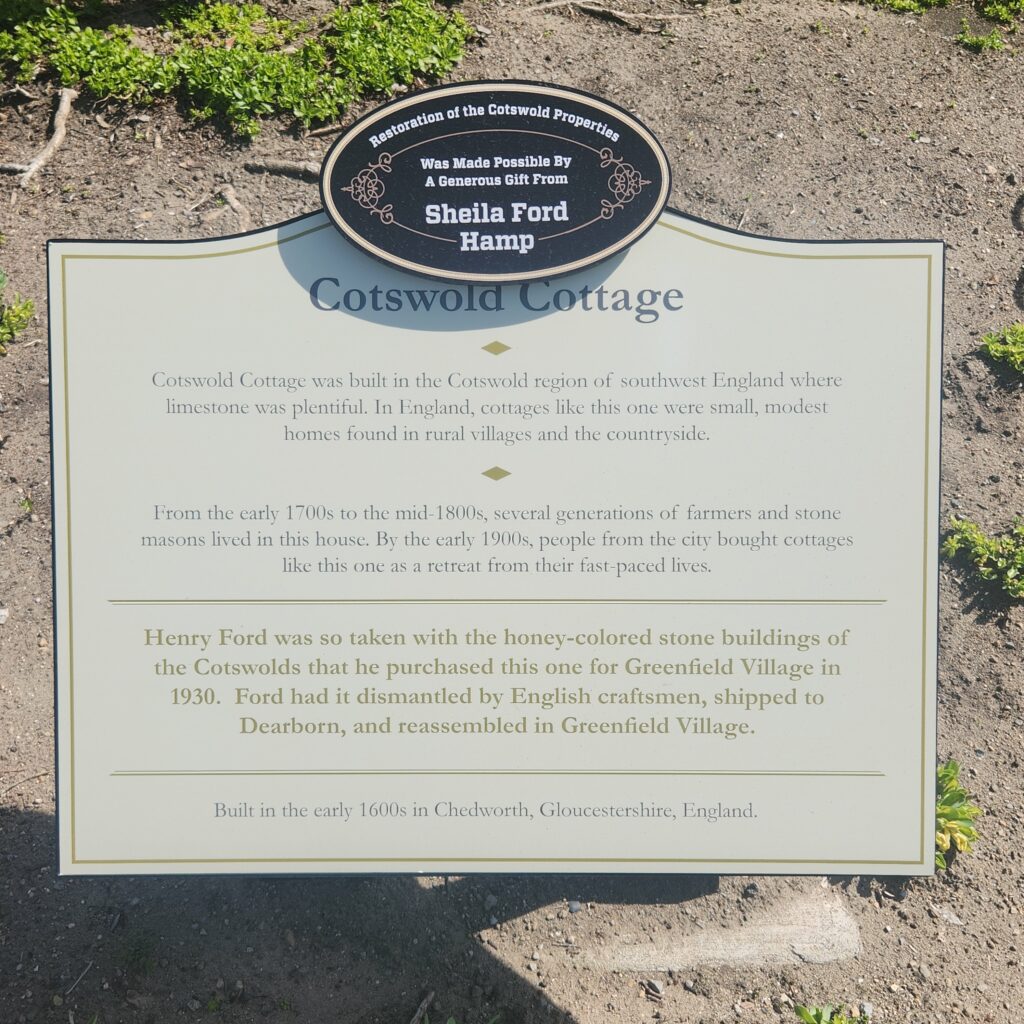 Restoration of the Cotswold Properties
Was Made Possible By
A Generous Gift From
Sheila Ford
Hamp
Cotswold Cottage
Cotswold Cottage was built in the Cotswold region of southwest England where
limestone was plentiful. In England, cottages like this one were small, modest
homes found in rural villages and the countryside.
From the early 1700s to the mid-1800s, several generations of farmers and stone
masons lived in this house. By the early 1900s, people from the city bought cottages
like this one as a retreat from their fast-paced lives.
Henry Ford was so taken with the honey-colored stone buildings of
the Cotswolds that he purchased this one for Greenfield Village in
1930. Ford had it dismantled by English craftsmen, shipped to
Dearborn, and reassembled in Greenfield Village.
Built in the early 1600s in Chedworth, Gloucestershire, England.